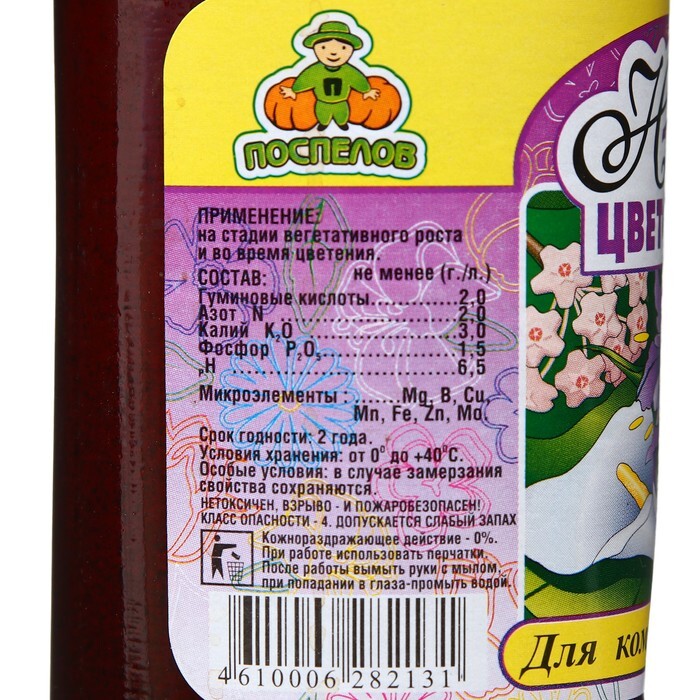 П
ПОСПЕЛОВ
ПРИМЕНЕНИЕ:
на стадии вегетативного роста
и во время цветения.
СОСТАВ: не менее (г./л.)
Гуминовые кислоты..............2,0
Азот N ..............2,0
Калий K2O ..............3,0
Фосфор P2O5..............1,5
pH ..............6,5
Микроэлементы : .......Mg, B, Cu,
Mn, Fe, Zn, Mo.
Срок годности: 2 года.
Условия хранения: от 0° до +40°С.
Особые условия: в случае замерзания
свойства сохраняются.
НЕТОКСИЧЕН, ВЗРЫВО - И ПОЖАРОБЕЗОПАСЕН!
КЛАСС ОПАСНОСТИ - 4. ДОПУСКАЕТСЯ СЛАБЫЙ ЗАПАХ
Кожнораздражающее действие - 0%.
При работе использовать перчатки.
После работы вымыть руки с мылом,
при попадании в глаза-промыть водой.
4 610006 282131
ЦВЕТ
Для ком